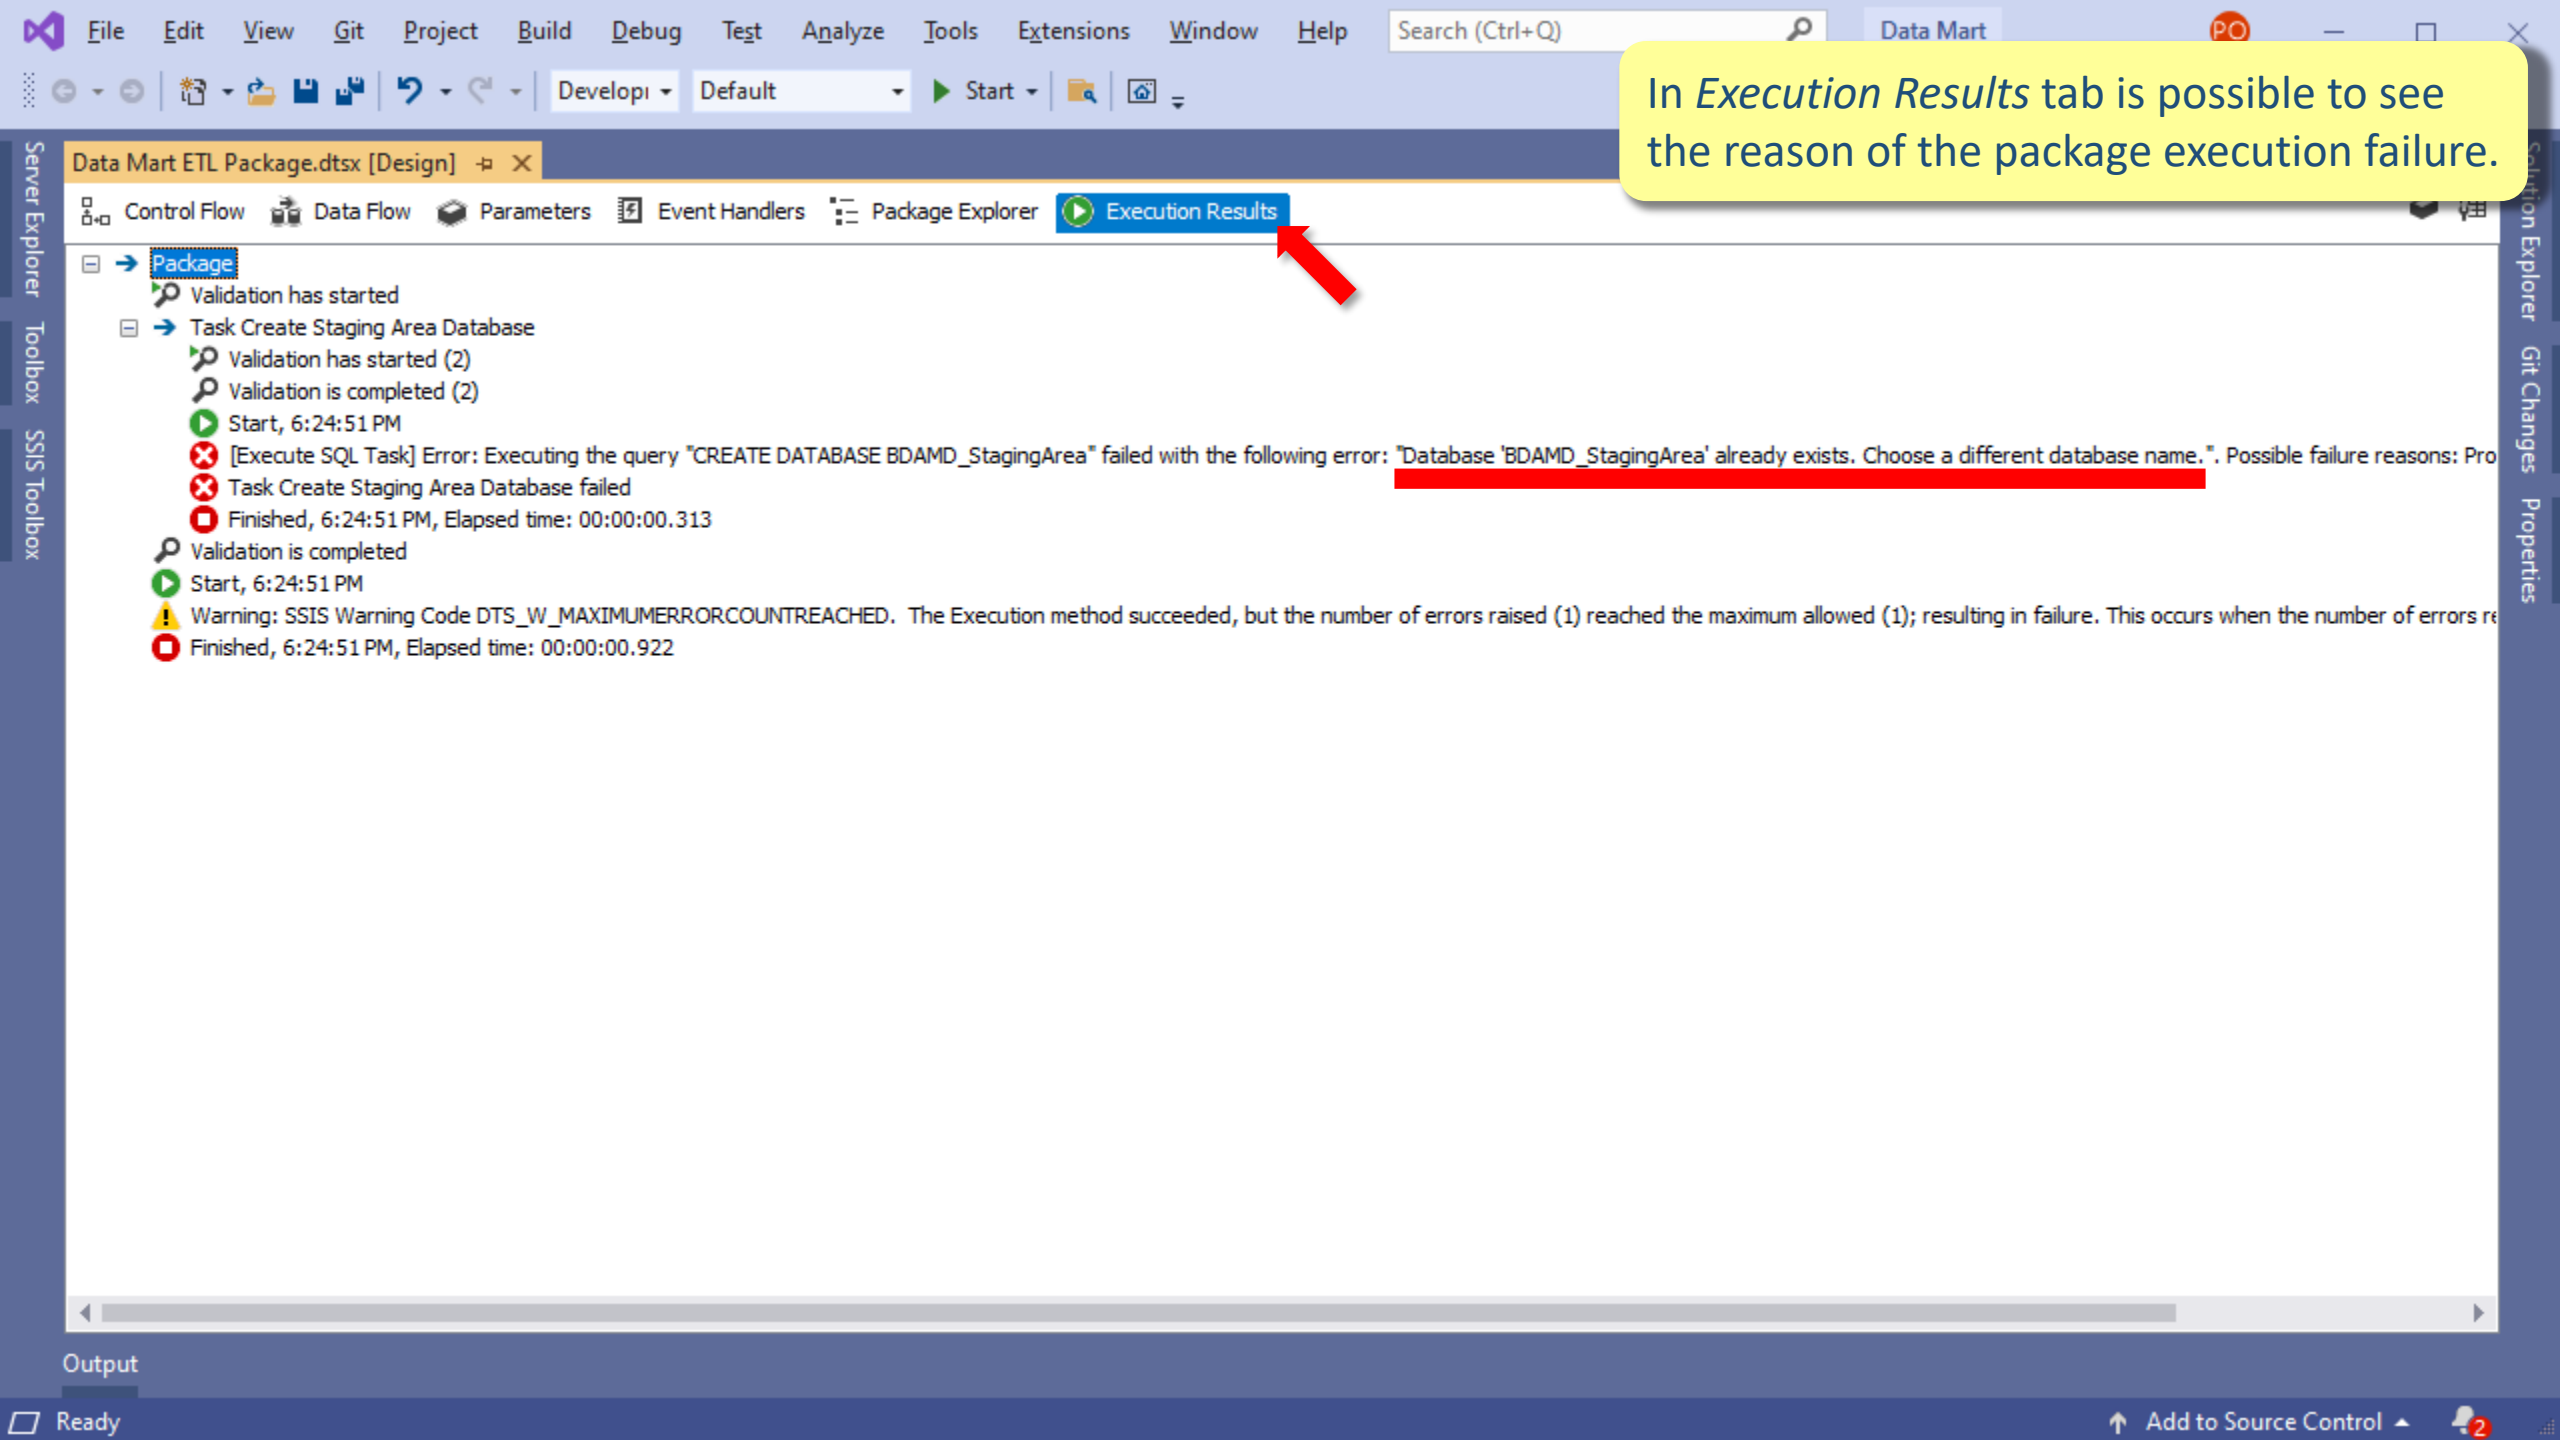 File Edit View Git Project Build Debug Test Analyze Tools Extensions Window Help Search (Ctrl+Q) Data Mart PO
Default Start
In Execution Results tab is possible to see
the reason of the package execution failure.
Data Mart ETL Package.dtsx [Design]
Control Flow Data Flow Parameters Event Handlers Package Explorer Execution Results
Package
Validation has started
Task Create Staging Area Database
Validation has started (2)
Validation is completed (2)
Start, 6:24:51 PM
[Execute SQL Task] Error: Executing the query "CREATE DATABASE BDAMD_StagingArea" failed with the following error: "Database 'BDAMD_StagingArea' already exists. Choose a different database name.". Possible failure reasons: Pro
Task Create Staging Area Database failed
Finished, 6:24:51 PM, Elapsed time: 00:00:00.313
Validation is completed
Start, 6:24:51 PM
Warning: SSIS Warning Code DTS_W_MAXIMUMERRORCOUNTREACHED. The Execution method succeeded, but the number of errors raised (1) reached the maximum allowed (1); resulting in failure. This occurs when the number of errors re
Finished, 6:24:51 PM, Elapsed time: 00:00:00.922
Server Explorer
Toolbox
SSIS Toolbox
Solution Explorer
Git Changes
Properties
Output
Ready
Add to Source Control
2